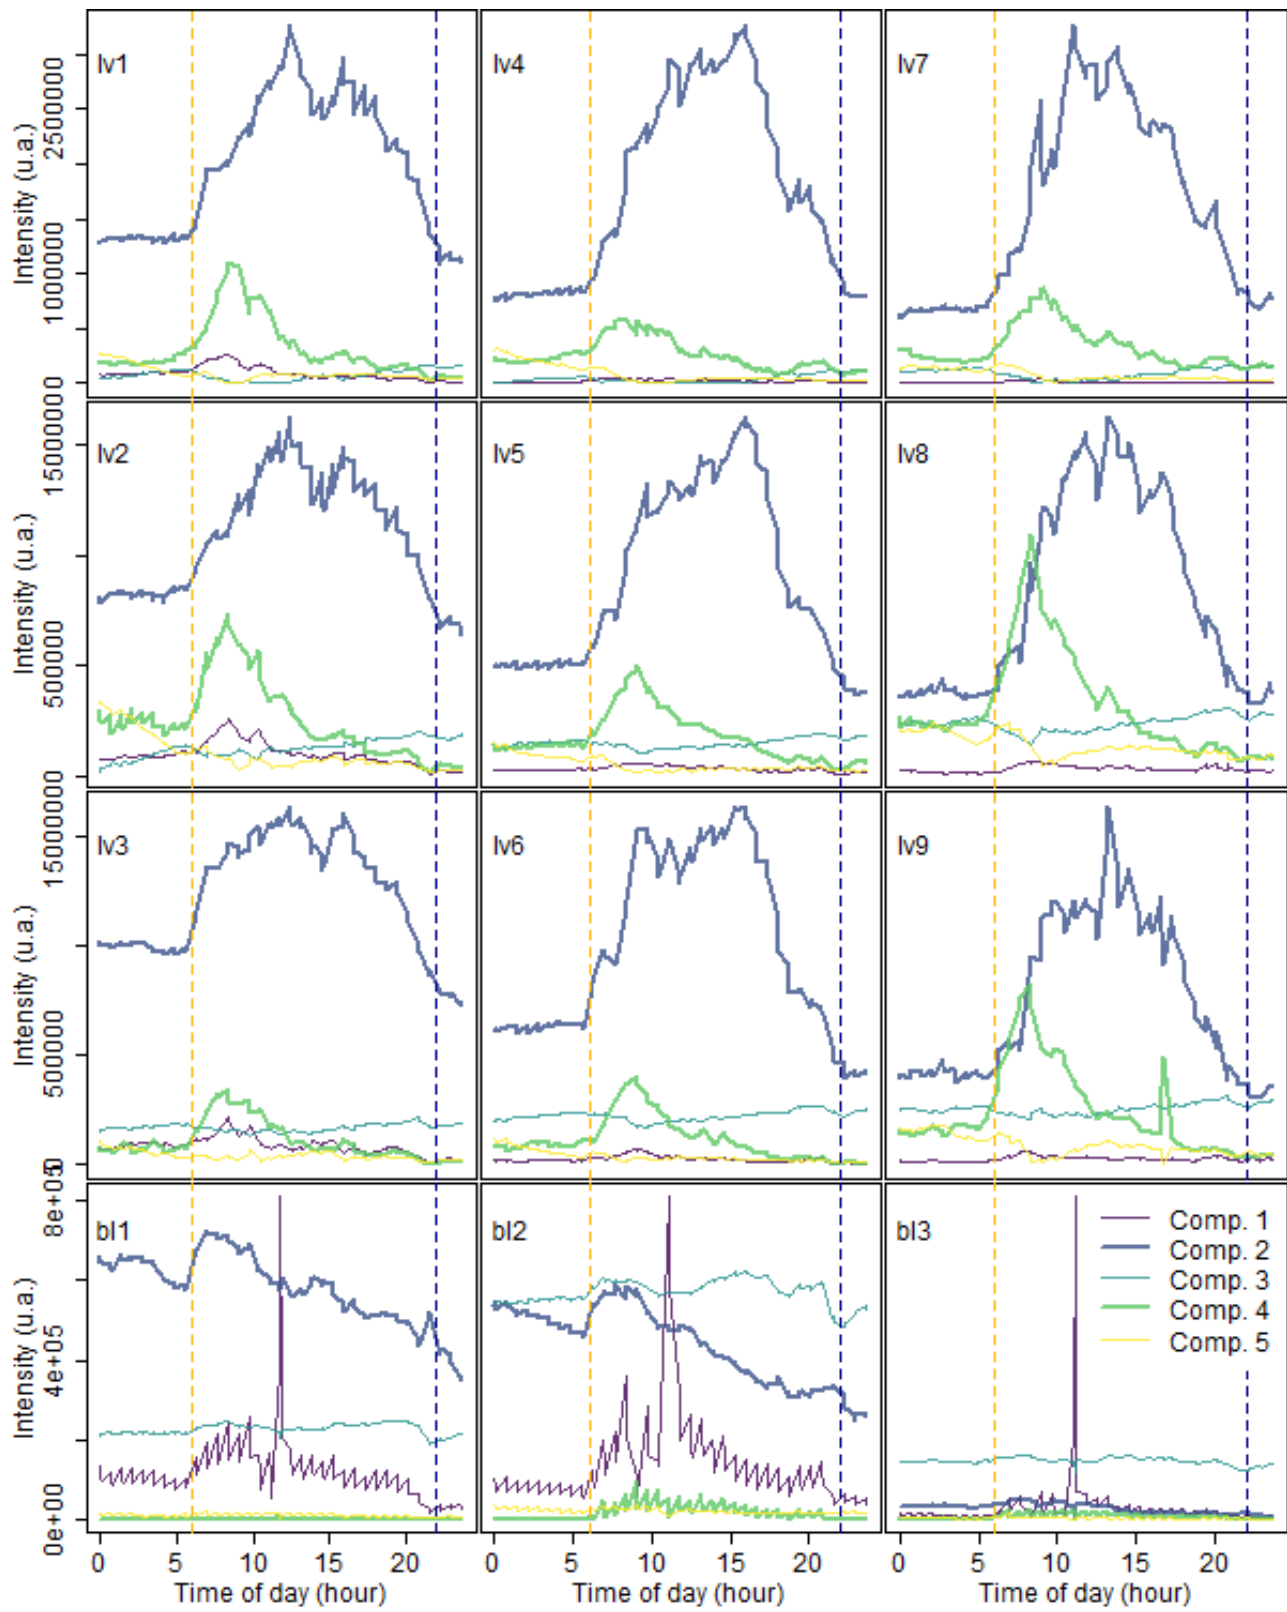 lv1
lv4
lv7
Intensity (u.a.)
0
1000000
2500000
lv2
lv5
lv8
Intensity (u.a.)
0
500000
1500000
lv3
lv6
lv9
Intensity (u.a.)
0
500000
1500000
bl1
bl2
bl3
Comp. 1
Comp. 2
Comp. 3
Comp. 4
Comp. 5
Intensity (u.a.)
0e+00
4e+05
8e+05
0 5 10 15 20
0 5 10 15 20
0 5 10 15 20
Time of day (hour)
Time of day (hour)
Time of day (hour)